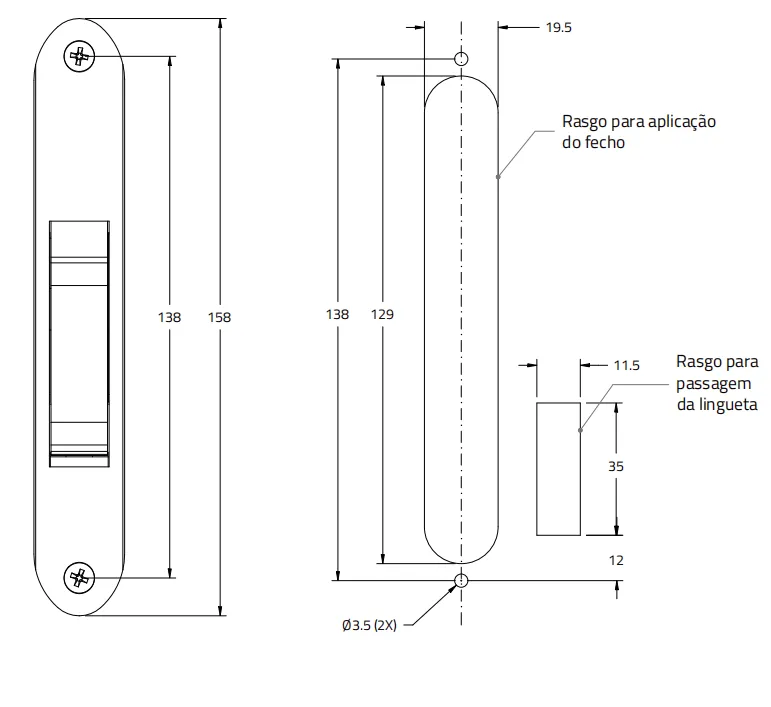 19.5
Rasgo para aplicação
do fecho
138
158
138
129
11.5
Rasgo para
passagem
da lingueta
35
12
Ø3.5 (2X)